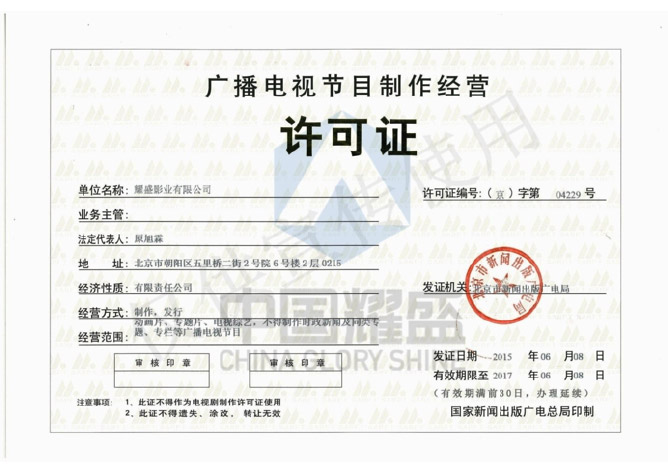 广播电视节目制作经营
许可证
单位名称：耀盛影业有限公司
许可证编号：（京）字第 04229 号
业务主管：
法定代表人：原旭霖
地 址：北京市朝阳区五里桥二街2号院6号楼2层0215
经济性质：有限责任公司
发证机关：北京市新闻出版广电局
经营方式：制作，发行
经营范围：动画片、专题片、电视综艺，不得制作时政新闻及同类专
题、专栏等广播电视节目
审核印章
审核印章
发证日期 2015 年 06 月 08 日
有效期限至 2017 年 06 月 08 日
（有效期满前30日，办理延续）
注意事项： 1、此证不得作为电视剧制作许可证使用
2、此证不得遗失、涂改、转让无效
国家新闻出版广电总局印制
北京市新闻出版广电局
中国耀盛
CHINA GLORY SHINE
宣传使用